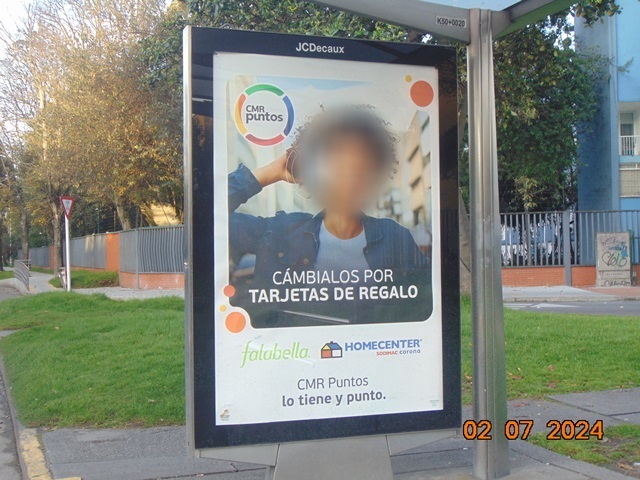 K50+0020
JCDecaux
CMR
puntos
CÁMBIALOS POR
TARJETAS DE REGALO
falabella.
HOMECENTER
SODIMAC corona
CMR Puntos
lo tiene y punto.
02 07 2024